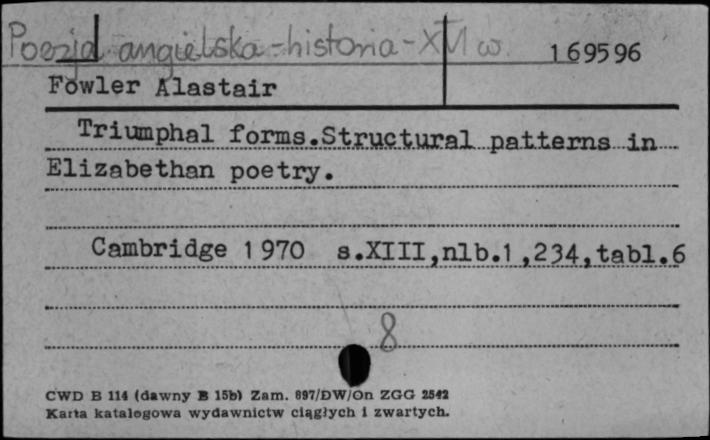 Poezja angielska - historia - XVI w. 169596
Fowler Alastair
Triumphal forms.Structural patterns in
Elizabethan poetry.
Cambridge 1970 s.XIII,nlb.1,234,tabl.6
8
CWD B 114 (dawny B 15b) Zam. 897/DW/On ZGG 2542
Karta katalogowa wydawnictw ciągłych i zwartych.